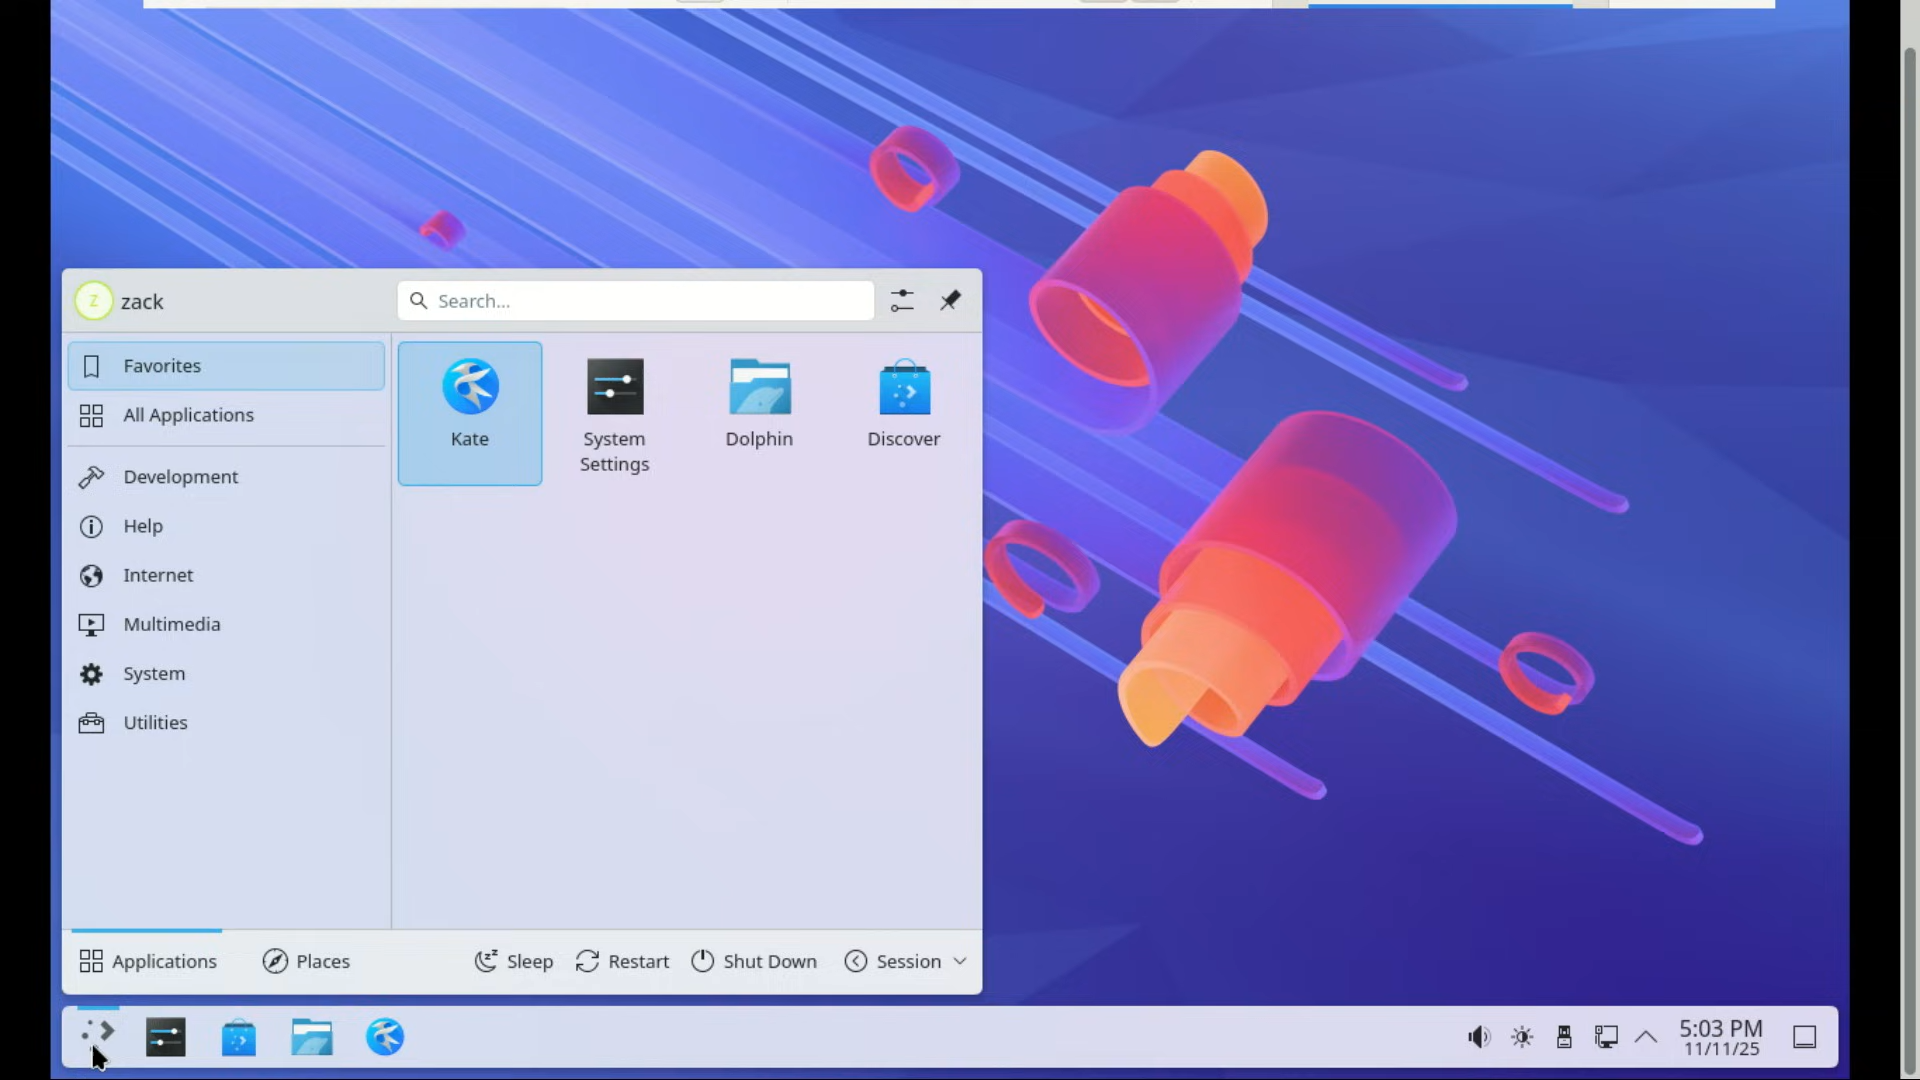 Z zack
Search...
Favorites
All Applications
Development
Help
Internet
Multimedia
System
Utilities
Kate
System
Settings
Dolphin
Discover
Applications
Places
Sleep
Restart
Shut Down
Session
5:03 PM
11/11/25